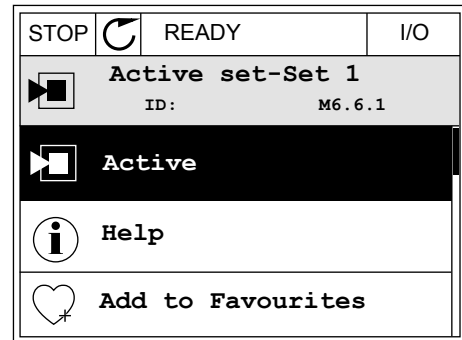 STOP READY I/O
Active set-Set 1
ID: M6.6.1
Active
Help
Add to Favourites